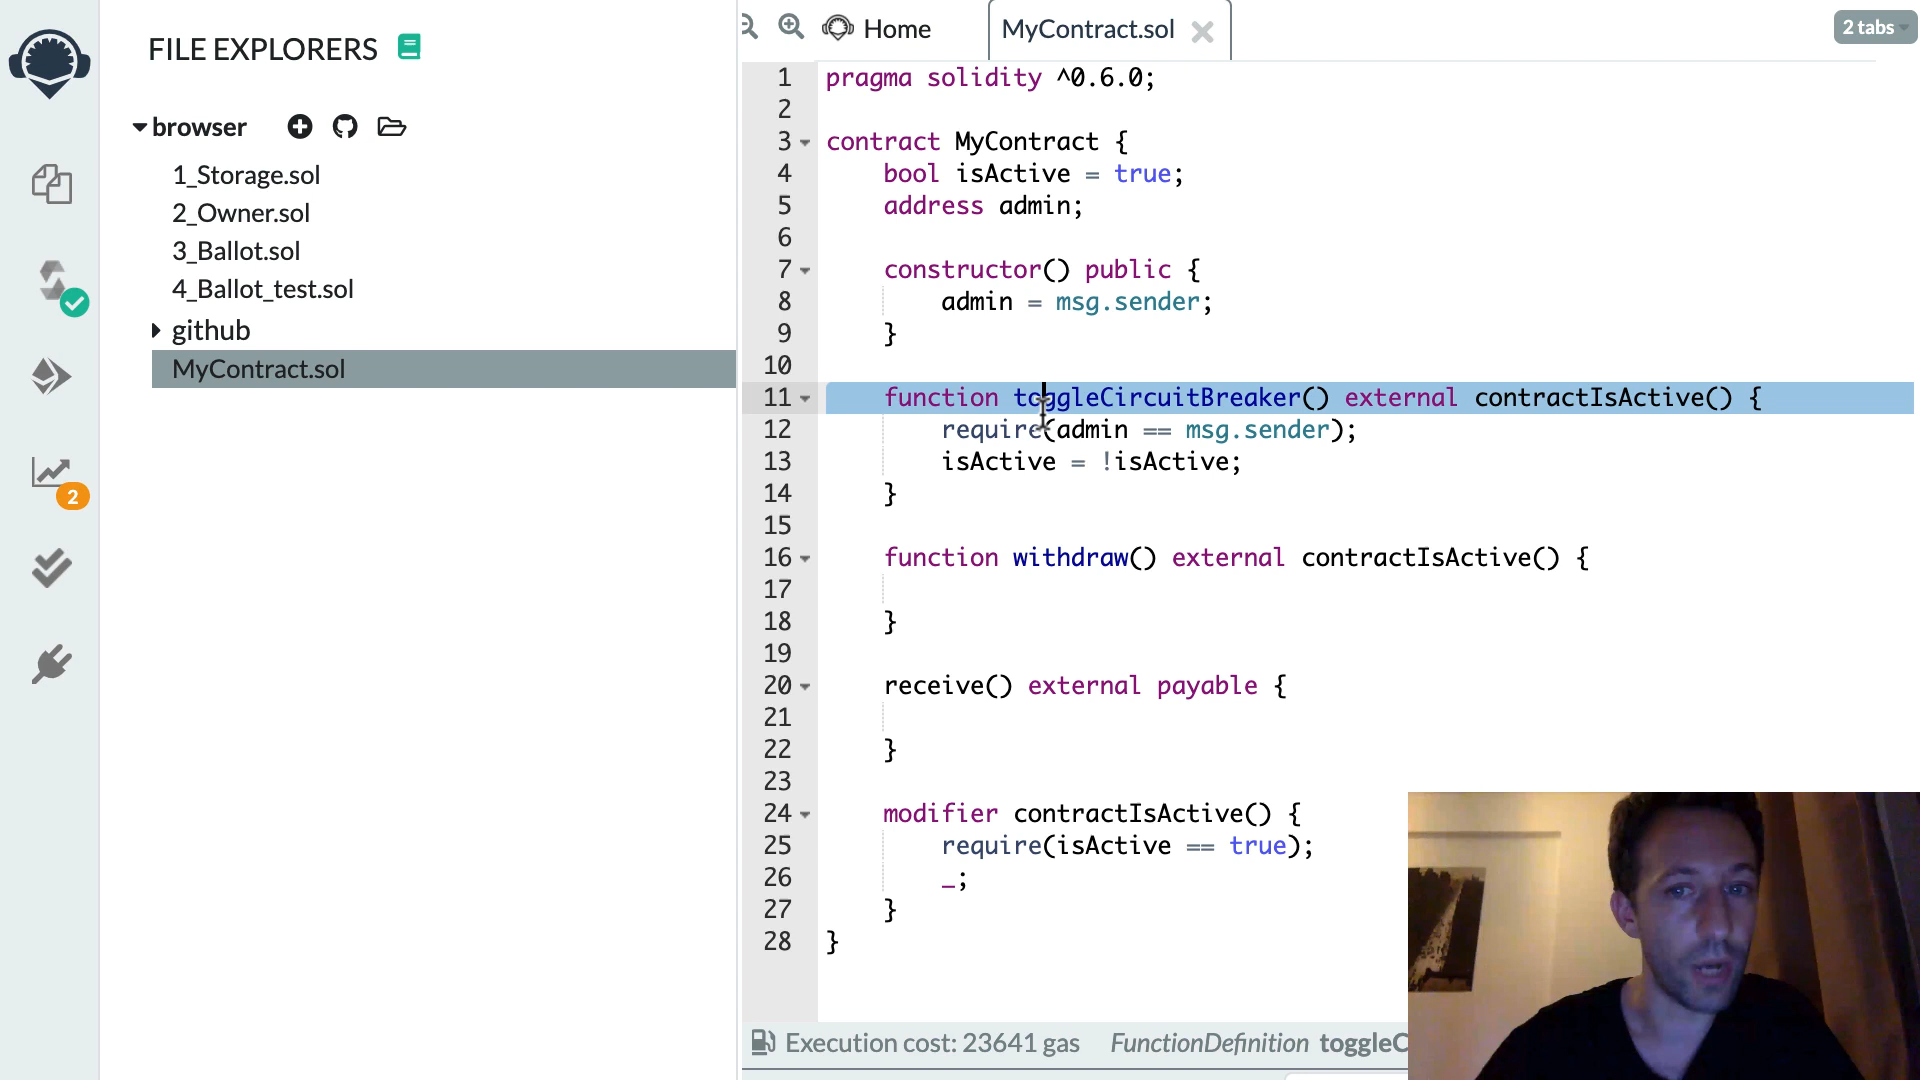 FILE EXPLORERS
browser
1_Storage.sol
2_Owner.sol
3_Ballot.sol
4_Ballot_test.sol
github
MyContract.sol
2
Home
MyContract.sol
2 tabs
1 pragma solidity ^0.6.0;
2
3 contract MyContract {
4 bool isActive = true;
5 address admin;
6
7 constructor() public {
8 admin = msg.sender;
9 }
10
11 function toggleCircuitBreaker() external contractIsActive() {
12 require(admin == msg.sender);
13 isActive = !isActive;
14 }
15
16 function withdraw() external contractIsActive() {
17
18 }
19
20 receive() external payable {
21
22 }
23
24 modifier contractIsActive() {
25 require(isActive == true);
26 _;
27 }
28 }
Execution cost: 23641 gas FunctionDefinition toggleC